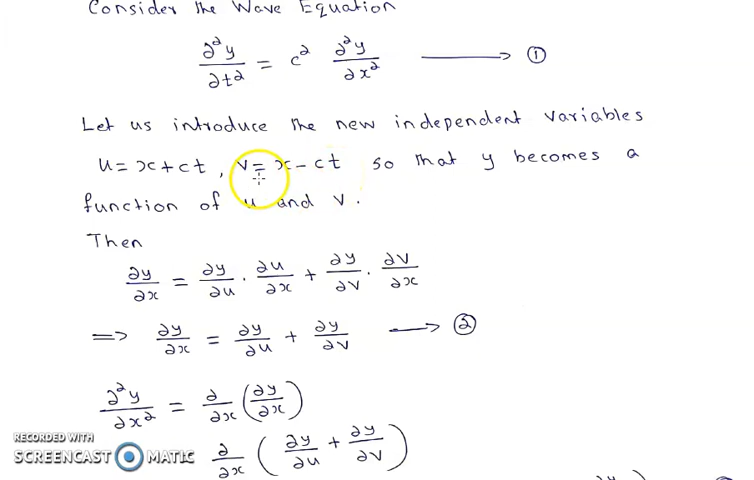 Consider the Wave Equation
∂²y/∂t² = c² ∂²y/∂x² ———→ ①
Let us introduce the new independent variables
u = x + ct, v = x − ct so that y becomes a
function of u and v.
Then
∂y/∂x = ∂y/∂u · ∂u/∂x + ∂y/∂v · ∂v/∂x
⟹ ∂y/∂x = ∂y/∂u + ∂y/∂v ——→ ②
∂²y/∂x² = ∂/∂x (∂y/∂x)
∂/∂x (∂y/∂u + ∂y/∂v)
RECORDED WITH
SCREENCAST MATIC